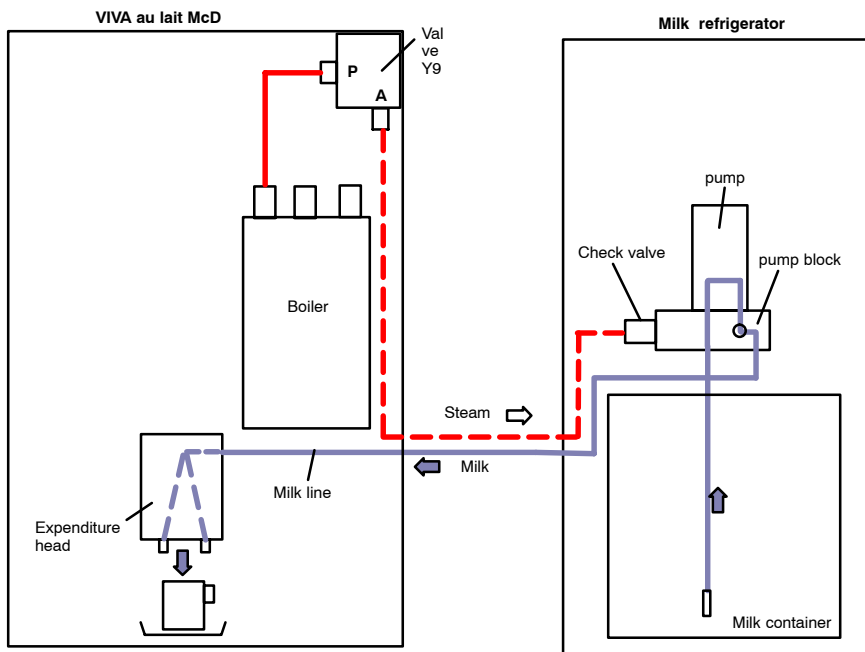 VIVA au lait McD
Milk refrigerator
Val
ve
Y9
P
A
pump
Check valve
pump block
Boiler
Steam
Milk
Milk line
Expenditure
head
Milk container